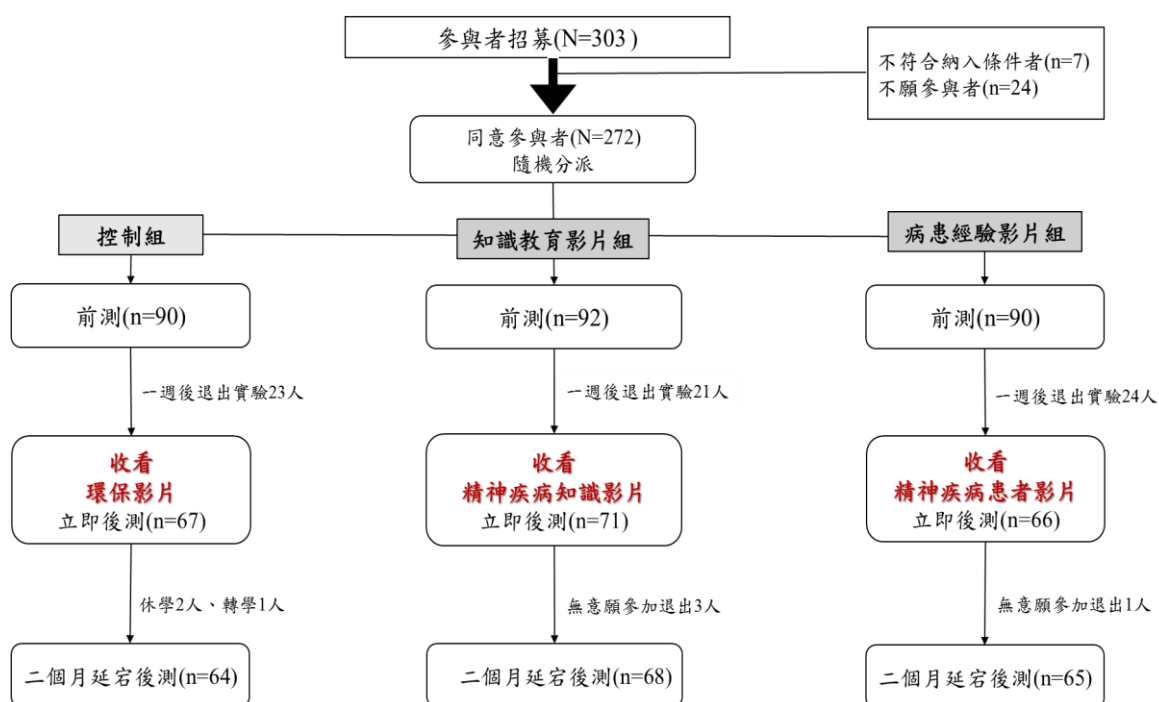 參與者招募(N=303 )
不符合納入條件者(n=7)
不願參與者(n=24)
同意參與者(N=272)
隨機分派
控制組
知識教育影片組
病患經驗影片組
前測(n=90)
前測(n=92)
前測(n=90)
一週後退出實驗23人
一週後退出實驗21人
一週後退出實驗24人
收看
環保影片
立即後測(n=67)
收看
精神疾病知識影片
立即後測(n=71)
收看
精神疾病患者影片
立即後測(n=66)
休學2人、轉學1人
無意願參加退出3人
無意願參加退出1人
二個月延宕後測(n=64)
二個月延宕後測(n=68)
二個月延宕後測(n=65)